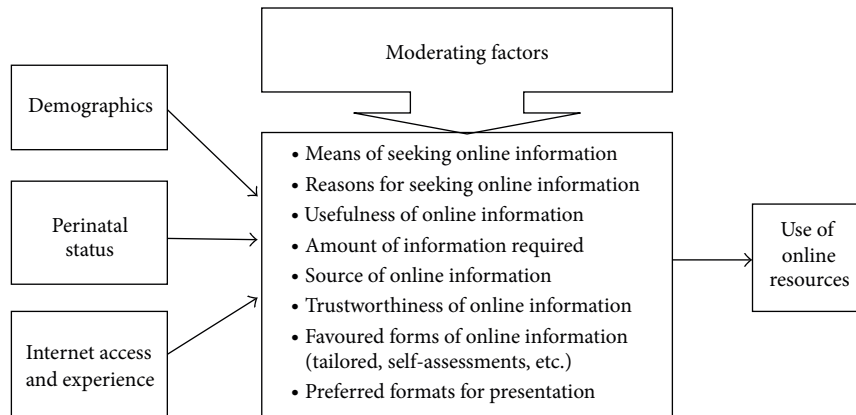 Moderating factors
Demographics
Perinatal
status
Internet access
and experience
• Means of seeking online information
• Reasons for seeking online information
• Usefulness of online information
• Amount of information required
• Source of online information
• Trustworthiness of online information
• Favoured forms of online information
(tailored, self-assessments, etc.)
• Preferred formats for presentation
Use of
online
resources